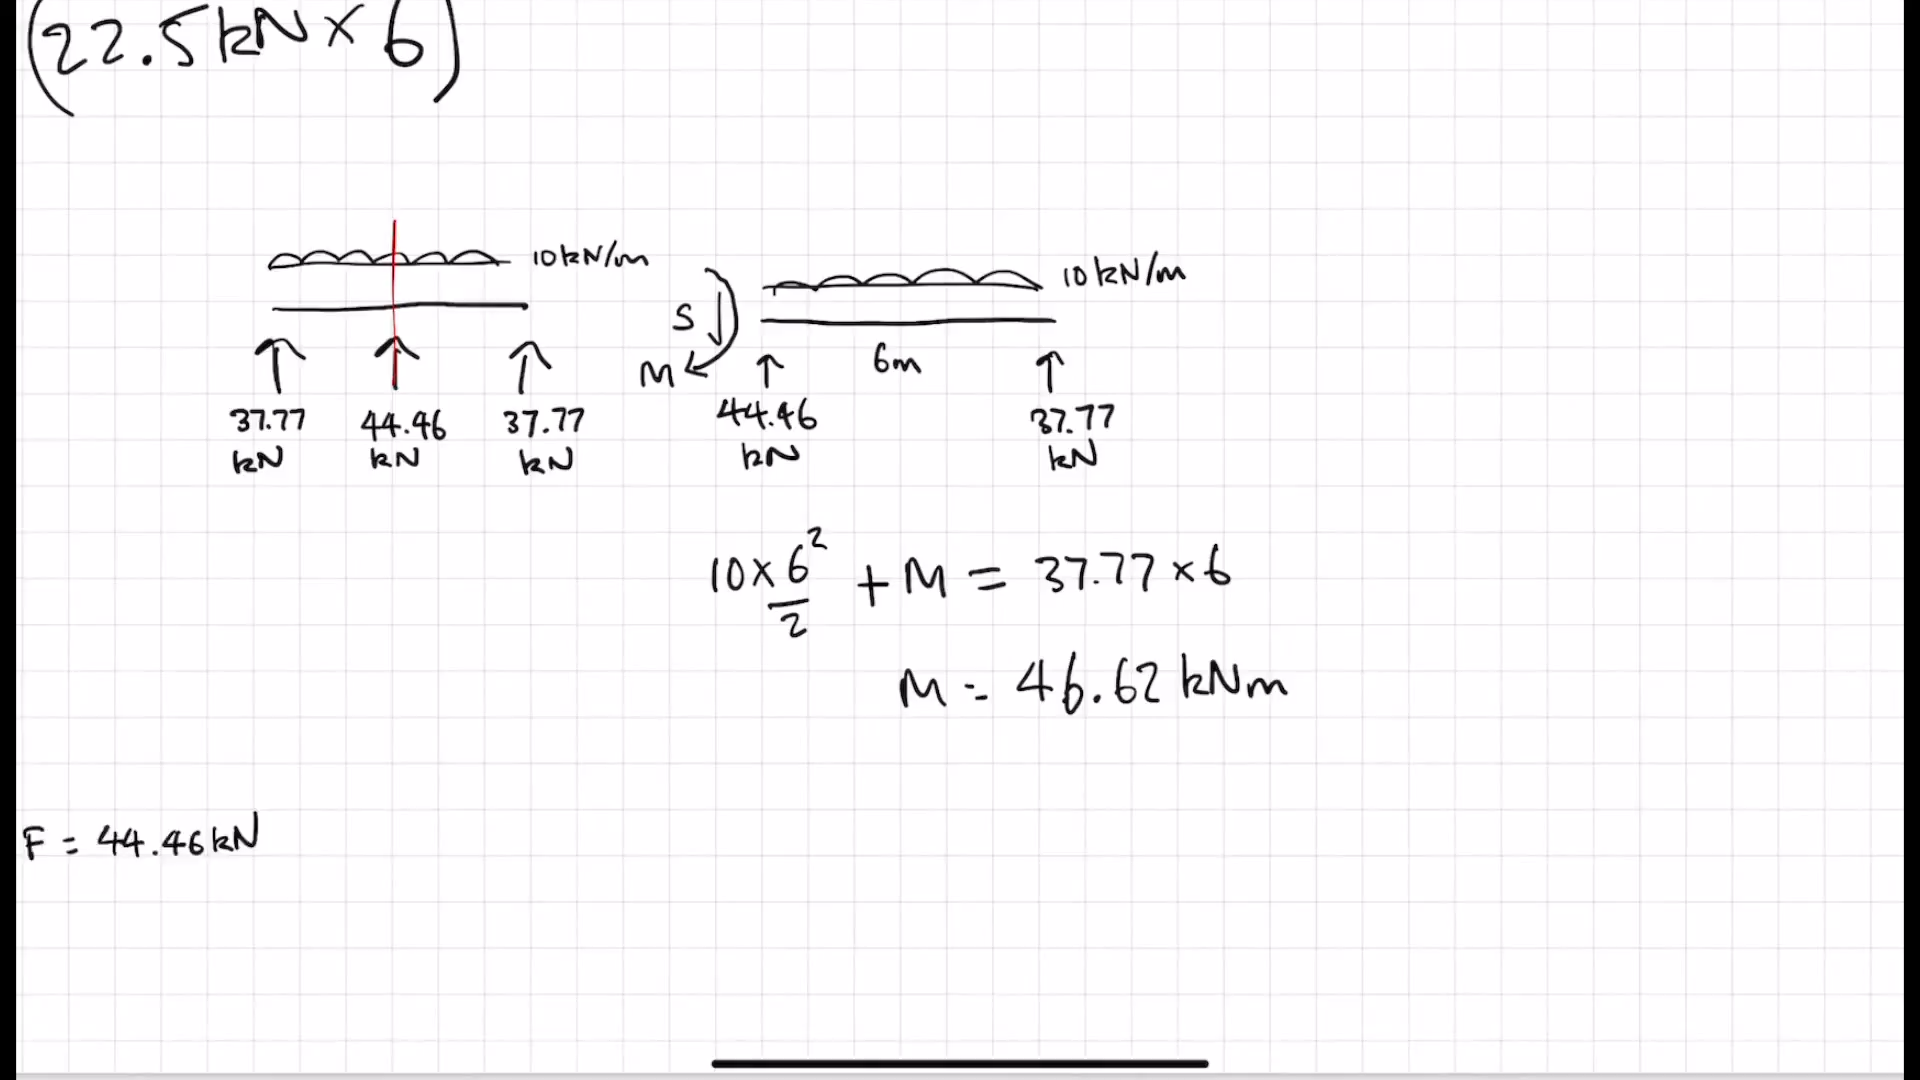 (22.5kN × 6)
10kN/m
37.77 kN
44.46 kN
37.77 kN
S
M
10kN/m
6m
44.46 kN
37.77 kN
10 × 6²/2 + M = 37.77 × 6
M = 46.62 kNm
F = 44.46kN